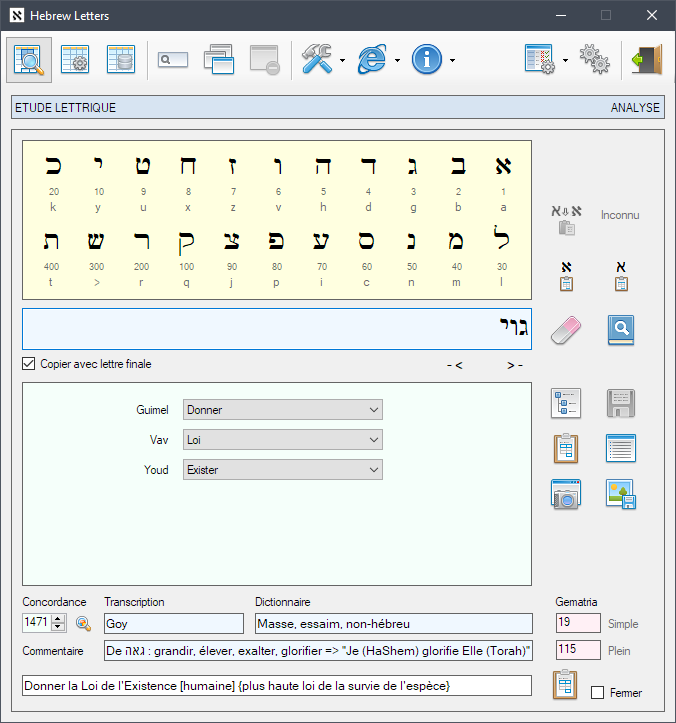 Hebrew Letters
ETUDE LETTRIQUE ANALYSE
א ב ג ד ה ו ז ח ט י כ
20 10 9 8 7 6 5 4 3 2 1
k y u x z v h d g b a
ל מ נ ס ע פ צ ק ר ש ת
400 300 200 100 90 80 70 60 50 40 30
t > r q j p i c n m l
Inconnu
גוי
Copier avec lettre finale - < > -
Guimel Donner
Vav Loi
Youd Exister
Concordance Transcription Dictionnaire Gematria
1471 Goy Masse, essaim, non-hébreu 19 Simple
Commentaire De גאה : grandir, élever, exalter, glorifier => "Je (HaShem) glorifie Elle (Torah)" 115 Plein
Donner la Loi de l'Existence [humaine] {plus haute loi de la survie de l'espèce} Fermer